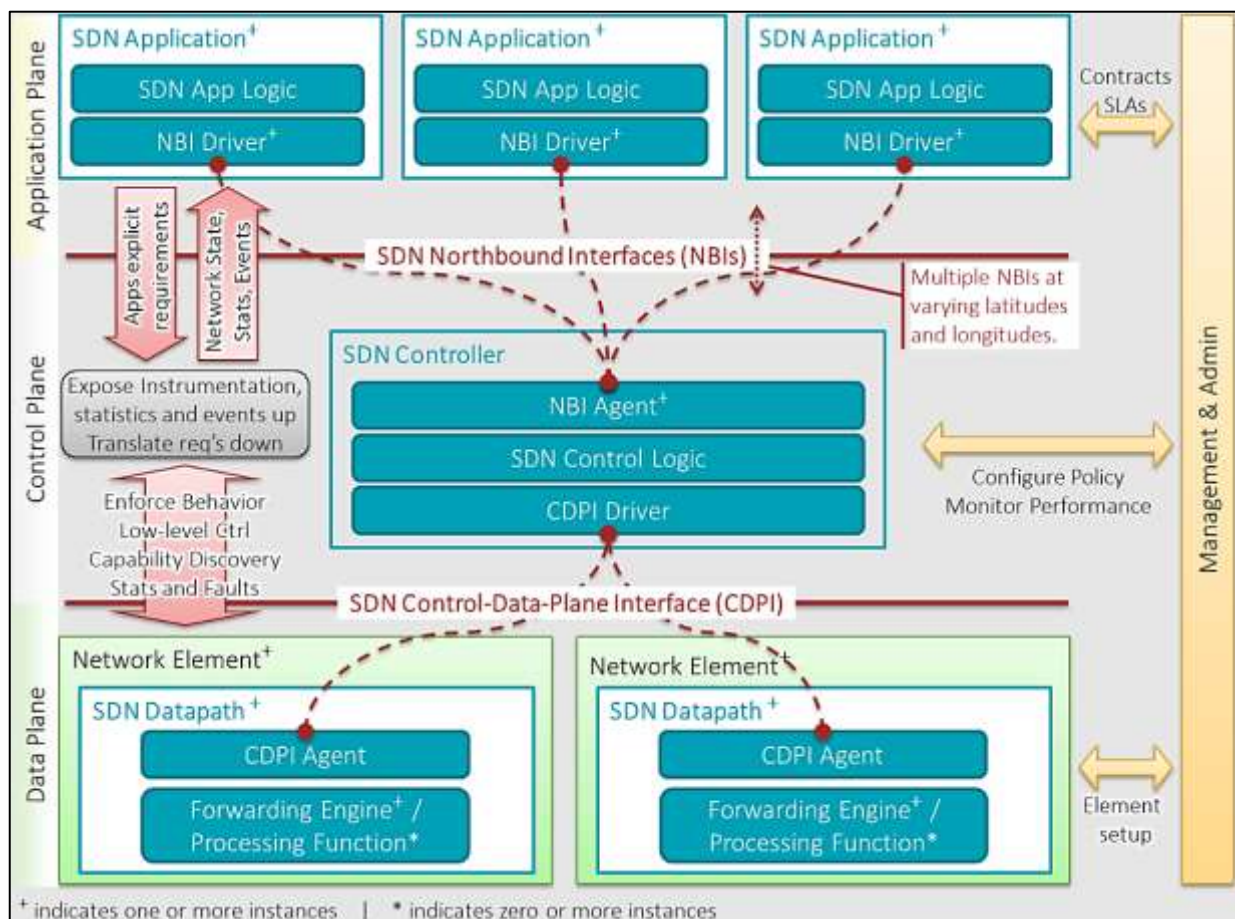 Application Plane
SDN Application+
SDN App Logic
NBI Driver+
SDN Application+
SDN App Logic
NBI Driver+
SDN Application+
SDN App Logic
NBI Driver+
Contracts
SLAs
Apps explicit
requirements
Network State,
Stats, Events
SDN Northbound Interfaces (NBIs)
Multiple NBIs at
varying latitudes
and longitudes.
Control Plane
Expose Instrumentation,
statistics and events up
Translate req's down
SDN Controller
NBI Agent+
SDN Control Logic
CDPI Driver
Configure Policy
Monitor Performance
Management & Admin
Enforce Behavior
Low-level Ctrl
Capability Discovery
Stats and Faults
SDN Control-Data-Plane Interface (CDPI)
Data Plane
Network Element+
SDN Datapath+
CDPI Agent
Forwarding Engine+ /
Processing Function*
Network Element+
SDN Datapath+
CDPI Agent
Forwarding Engine+ /
Processing Function*
Element
setup
+ indicates one or more instances | * indicates zero or more instances